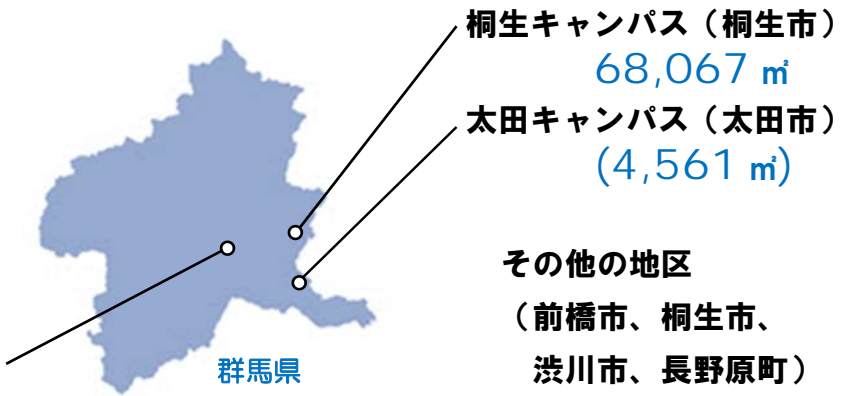 桐生キャンパス（桐生市）
68,067 ㎡
太田キャンパス（太田市）
(4,561 ㎡)
その他の地区
（前橋市、桐生市、
渋川市、長野原町）
群馬県